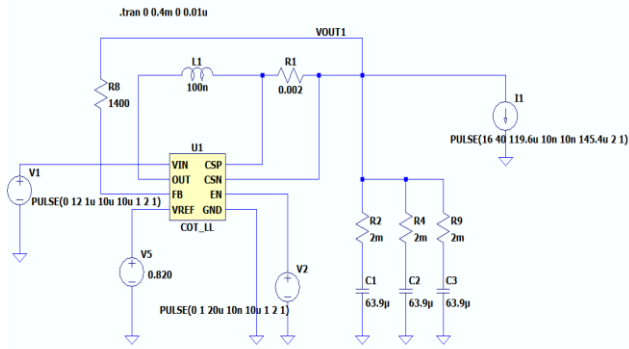 .tran 0 0.4m 0 0.01u
VOUT1
L1
100n
R1
0.002
R8
1400
I1
PULSE(16 40 119.6u 10n 10n 145.4u 2 1)
U1
VIN CSP
OUT CSN
FB EN
VREF GND
COT_LL
V1
PULSE(0 12 1u 10u 10u 1 2 1)
R2
2m
R4
2m
R9
2m
V5
0.820
V2
PULSE(0 1 20u 10n 10u 1 2 1)
C1
63.9µ
C2
63.9µ
C3
63.9µ